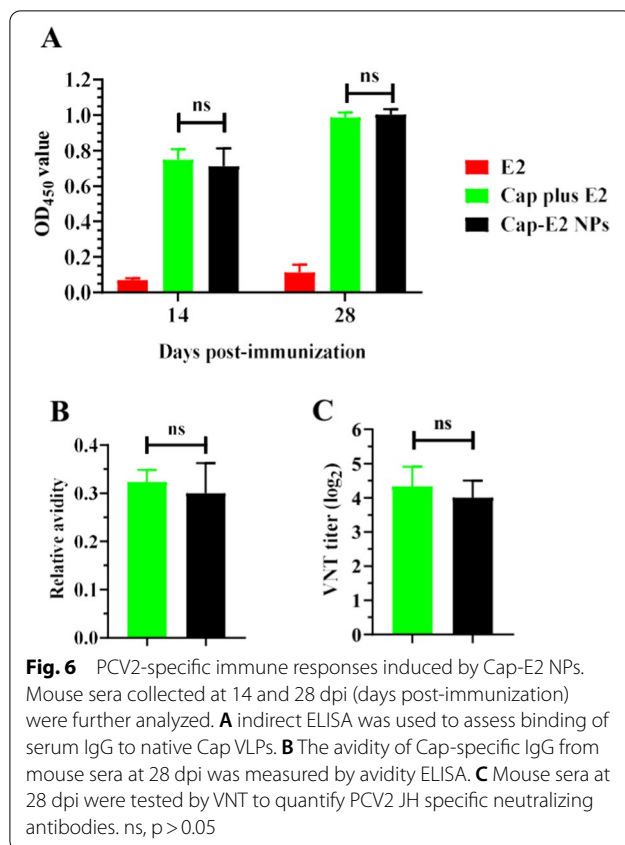 A
ns
ns
1.2
1.0
0.8
0.6
0.4
0.2
0.0
OD450 value
14
28
Days post-immunization
E2
Cap plus E2
Cap-E2 NPs
B
ns
0.4
0.3
0.2
0.1
0.0
Relative avidity
C
ns
6
5
4
3
2
1
0
VNT titer (log2)
Fig. 6 PCV2-specific immune responses induced by Cap-E2 NPs.
Mouse sera collected at 14 and 28 dpi (days post-immunization)
were further analyzed. A indirect ELISA was used to assess binding of
serum IgG to native Cap VLPs. B The avidity of Cap-specific IgG from
mouse sera at 28 dpi was measured by avidity ELISA. C Mouse sera at
28 dpi were tested by VNT to quantify PCV2 JH specific neutralizing
antibodies. ns, p > 0.05